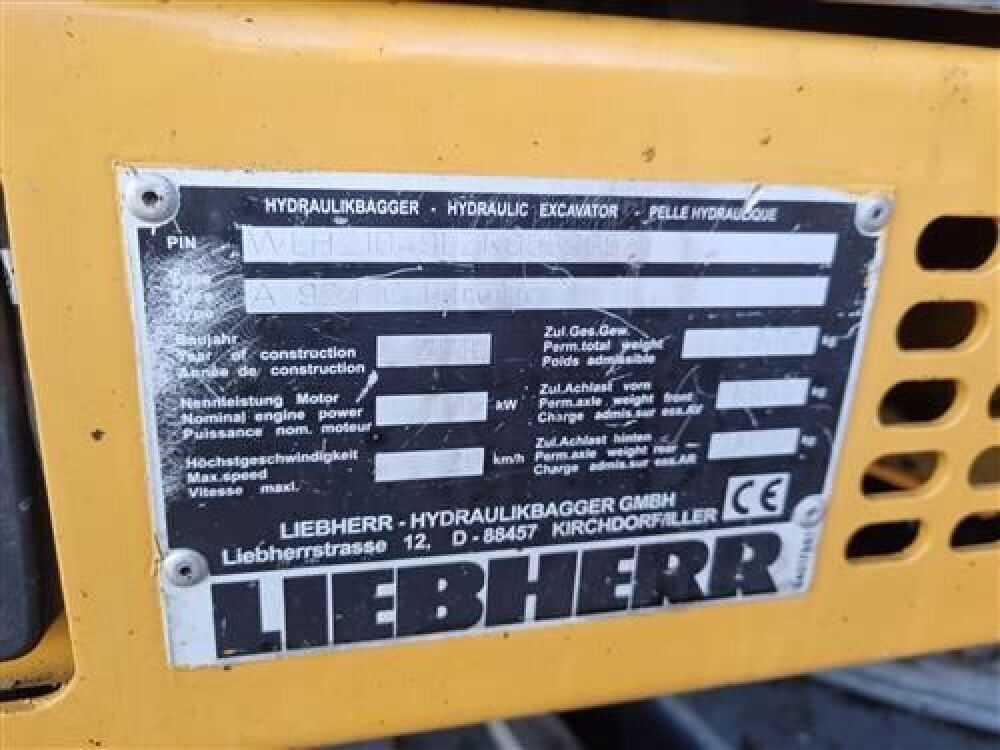 HYDRAULIKBAGGER - HYDRAULIC EXCAVATOR - PELLE HYDRAULIQUE
PIN
A
Baujahr
Year of construction
Année de construction
Zul.Ges.Gew.
Perm.total weight
Poids admissible
kg
Nennleistung Motor
Nominal engine power
Puissance nom. moteur
kW
Zul.Achlast vorn
Perm.axle weight front
Charge admis.sur ess.AV
kg
Höchstgeschwindigkeit
Max.speed
Vitesse maxi.
km/h
Zul.Achlast hinten
Perm.axle weight rear
Charge admis.sur ess.AR
kg
CE
LIEBHERR - HYDRAULIKBAGGER GMBH
Liebherrstrasse 12, D - 88457 KIRCHDORF/ILLER
LIEBHERR